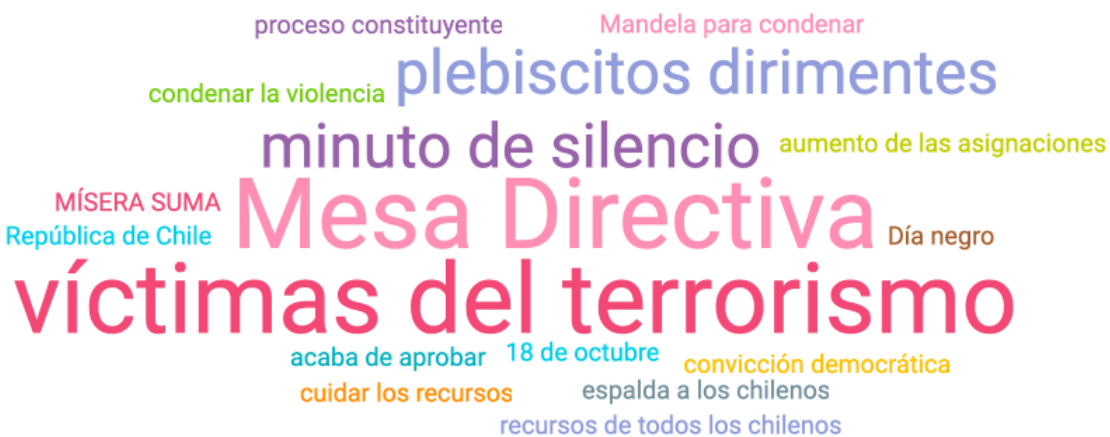 proceso constituyente
Mandela para condenar
plebiscitos dirimentes
condenar la violencia
minuto de silencio
aumento de las asignaciones
MÍSERA SUMA
Mesa Directiva
República de Chile
Día negro
víctimas del terrorismo
acaba de aprobar
18 de octubre
convicción democrática
cuidar los recursos
espalda a los chilenos
recursos de todos los chilenos